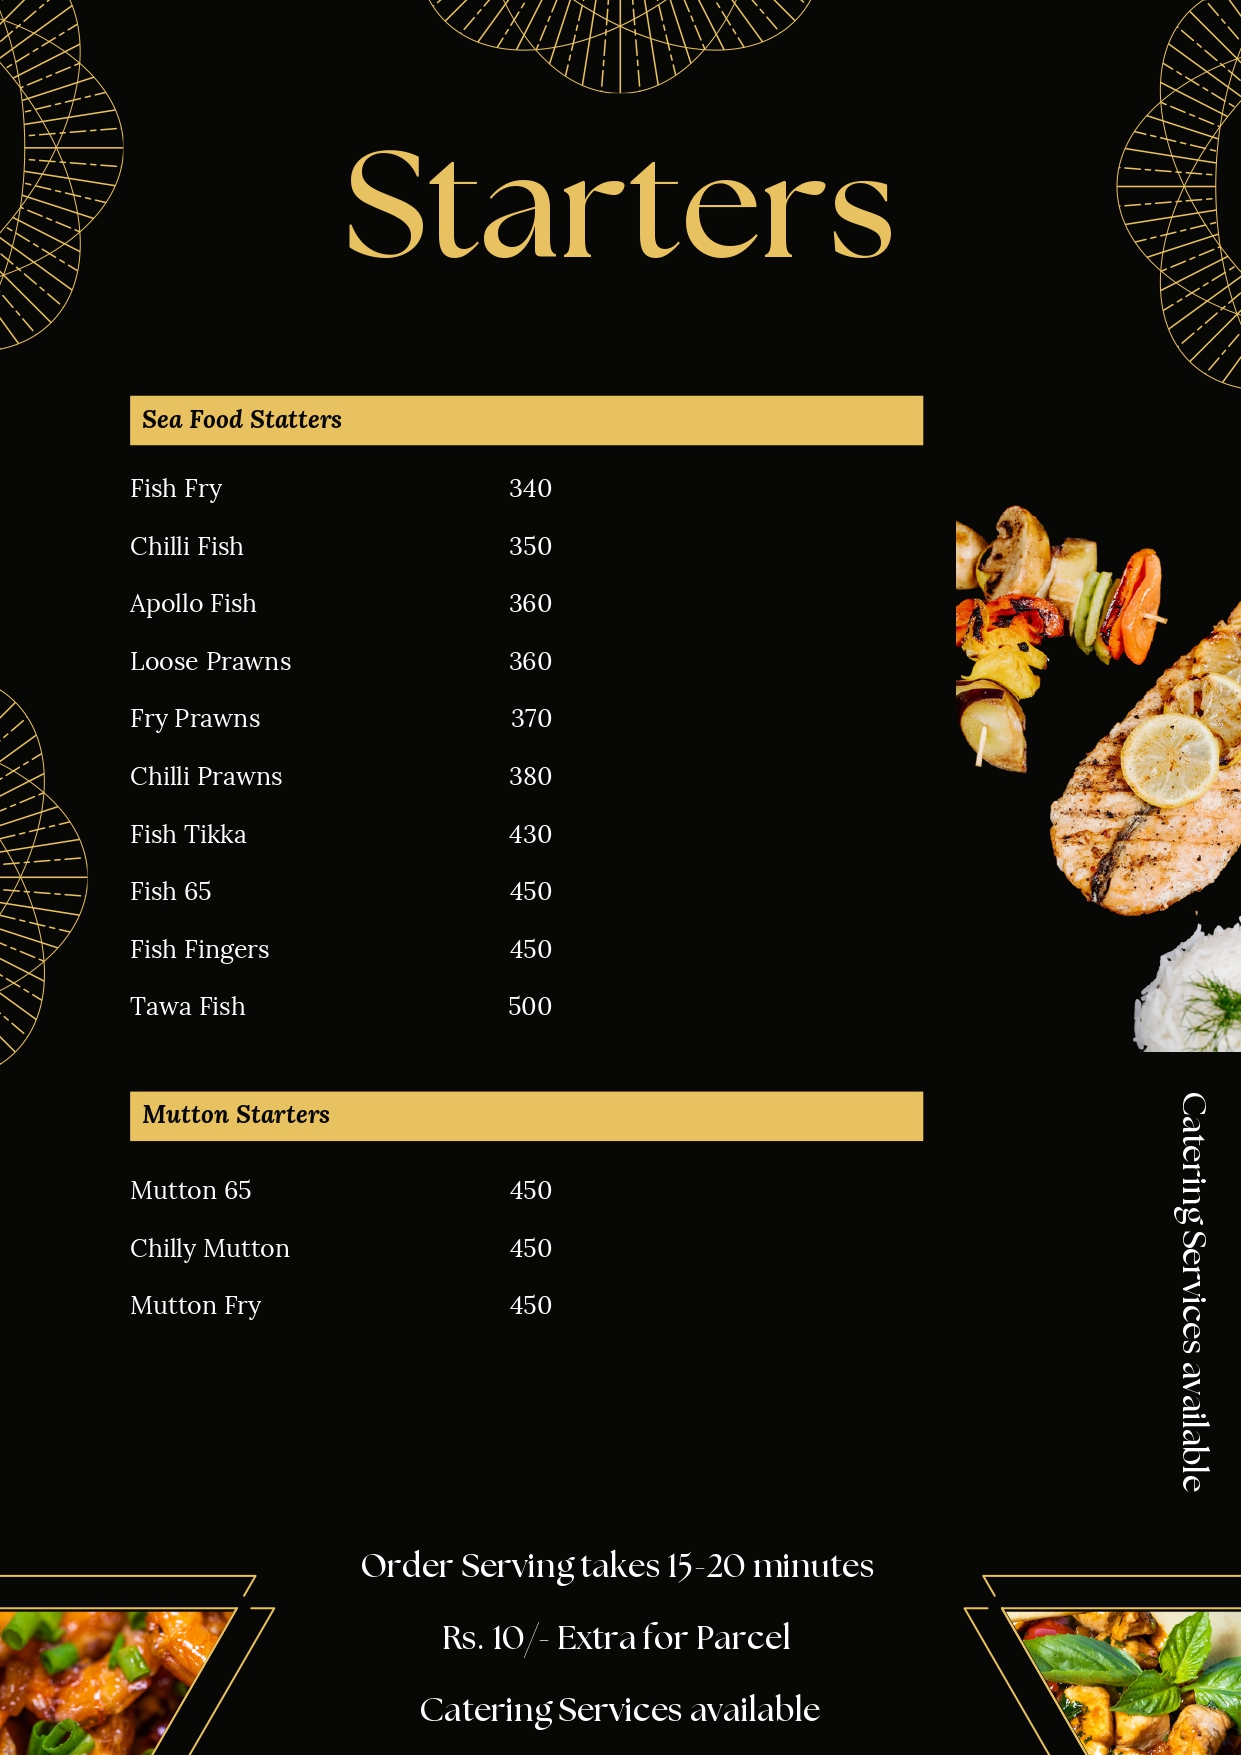 Starters
Sea Food Statters
Fish Fry 340
Chilli Fish 350
Apollo Fish 360
Loose Prawns 360
Fry Prawns 370
Chilli Prawns 380
Fish Tikka 430
Fish 65 450
Fish Fingers 450
Tawa Fish 500
Mutton Starters
Mutton 65 450
Chilly Mutton 450
Mutton Fry 450
Catering Services available
Order Serving takes 15-20 minutes
Rs. 10/- Extra for Parcel
Catering Services available